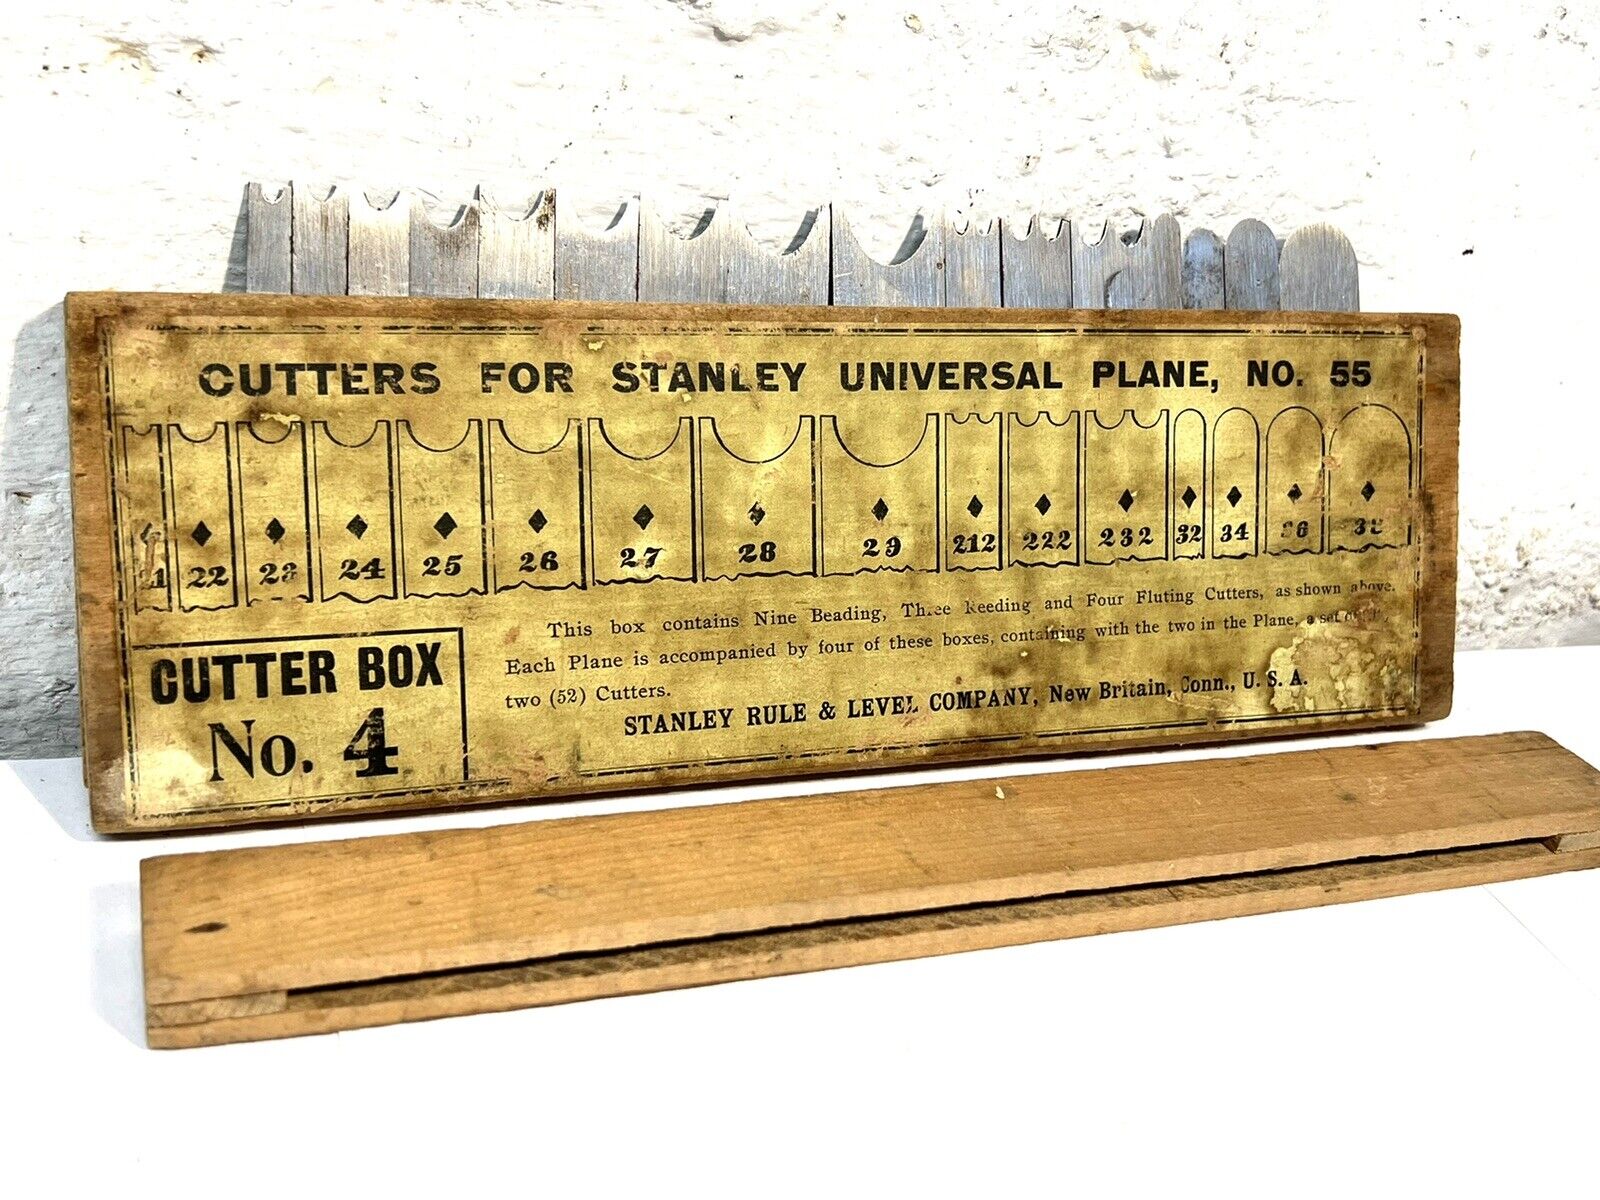 CUTTERS FOR STANLEY UNIVERSAL PLANE, NO. 55
22 23 24 25 26 27 28 29 212 222 232 32 34 36
This box contains Nine Beading, Three Reeding and Four Fluting Cutters, as shown above.
Each Plane is accompanied by four of these boxes, containing with the two in the Plane, a set
two (52) Cutters.
STANLEY RULE & LEVEL COMPANY, New Britain, Conn., U. S. A.
CUTTER BOX
No. 4